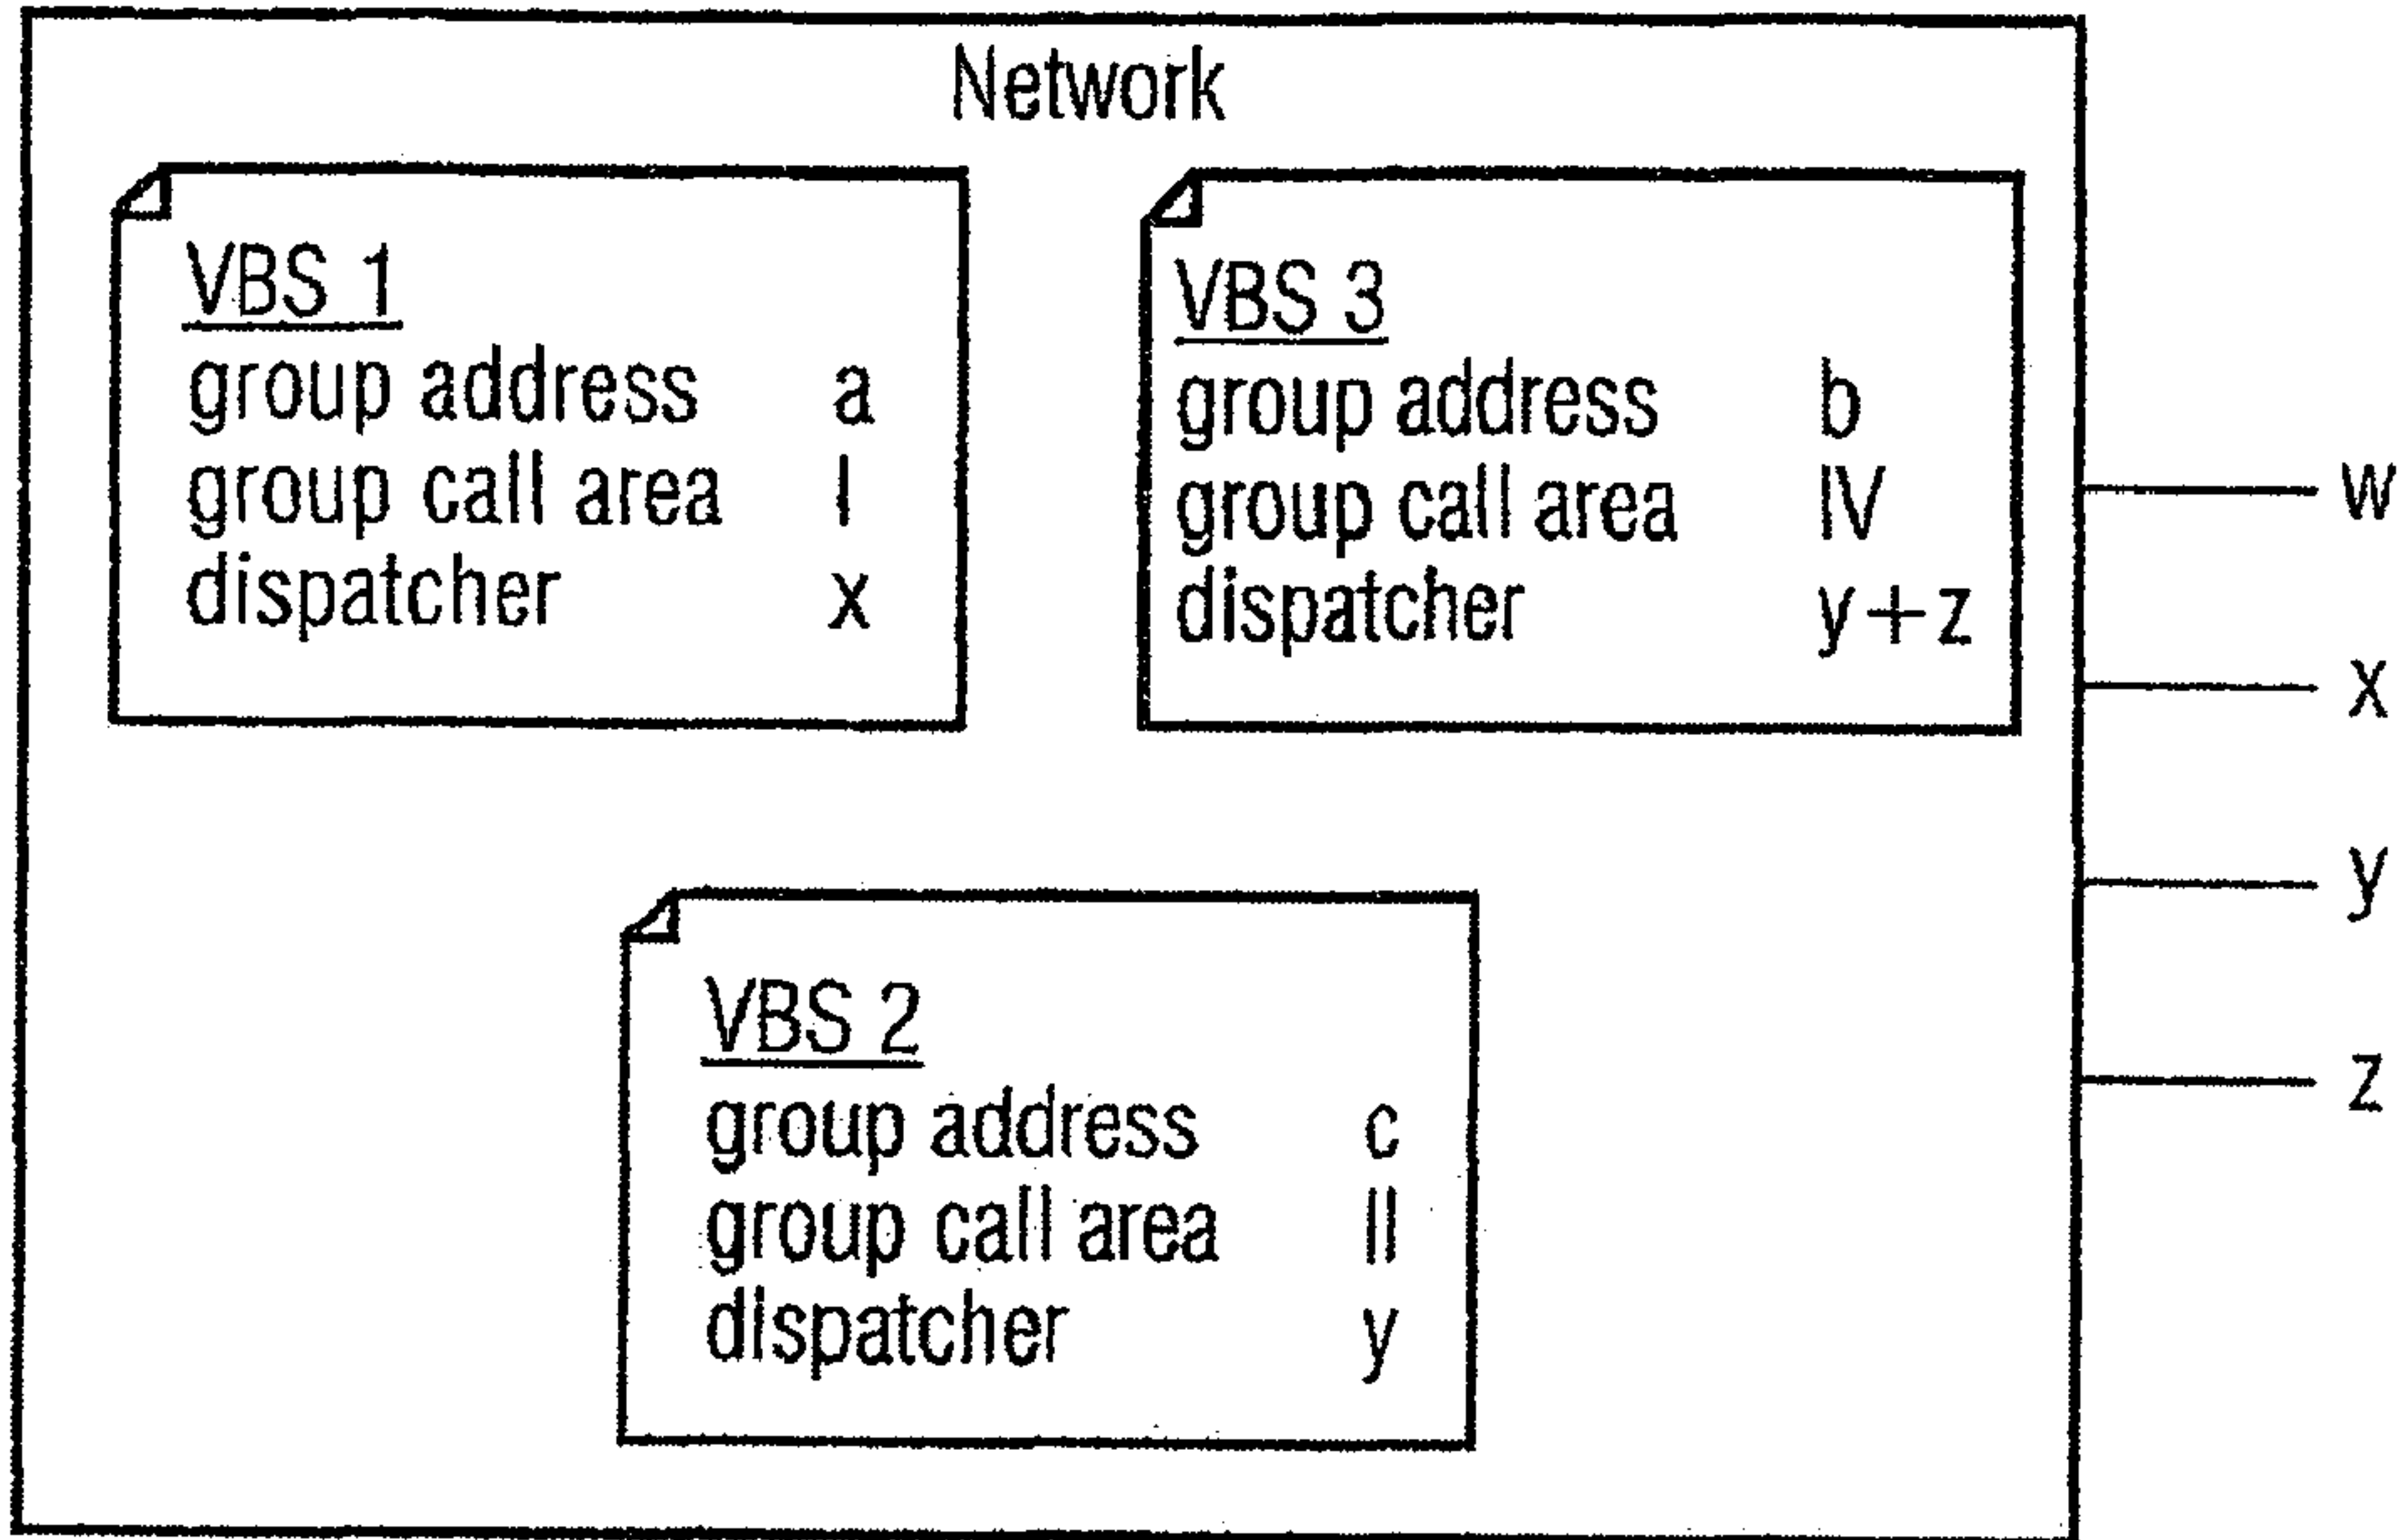 Network
VBS 1
group address a
group call area I
dispatcher x
VBS 3
group address b
group call area IV
dispatcher y+z
VBS 2
group address c
group call area II
dispatcher y
w
x
y
z